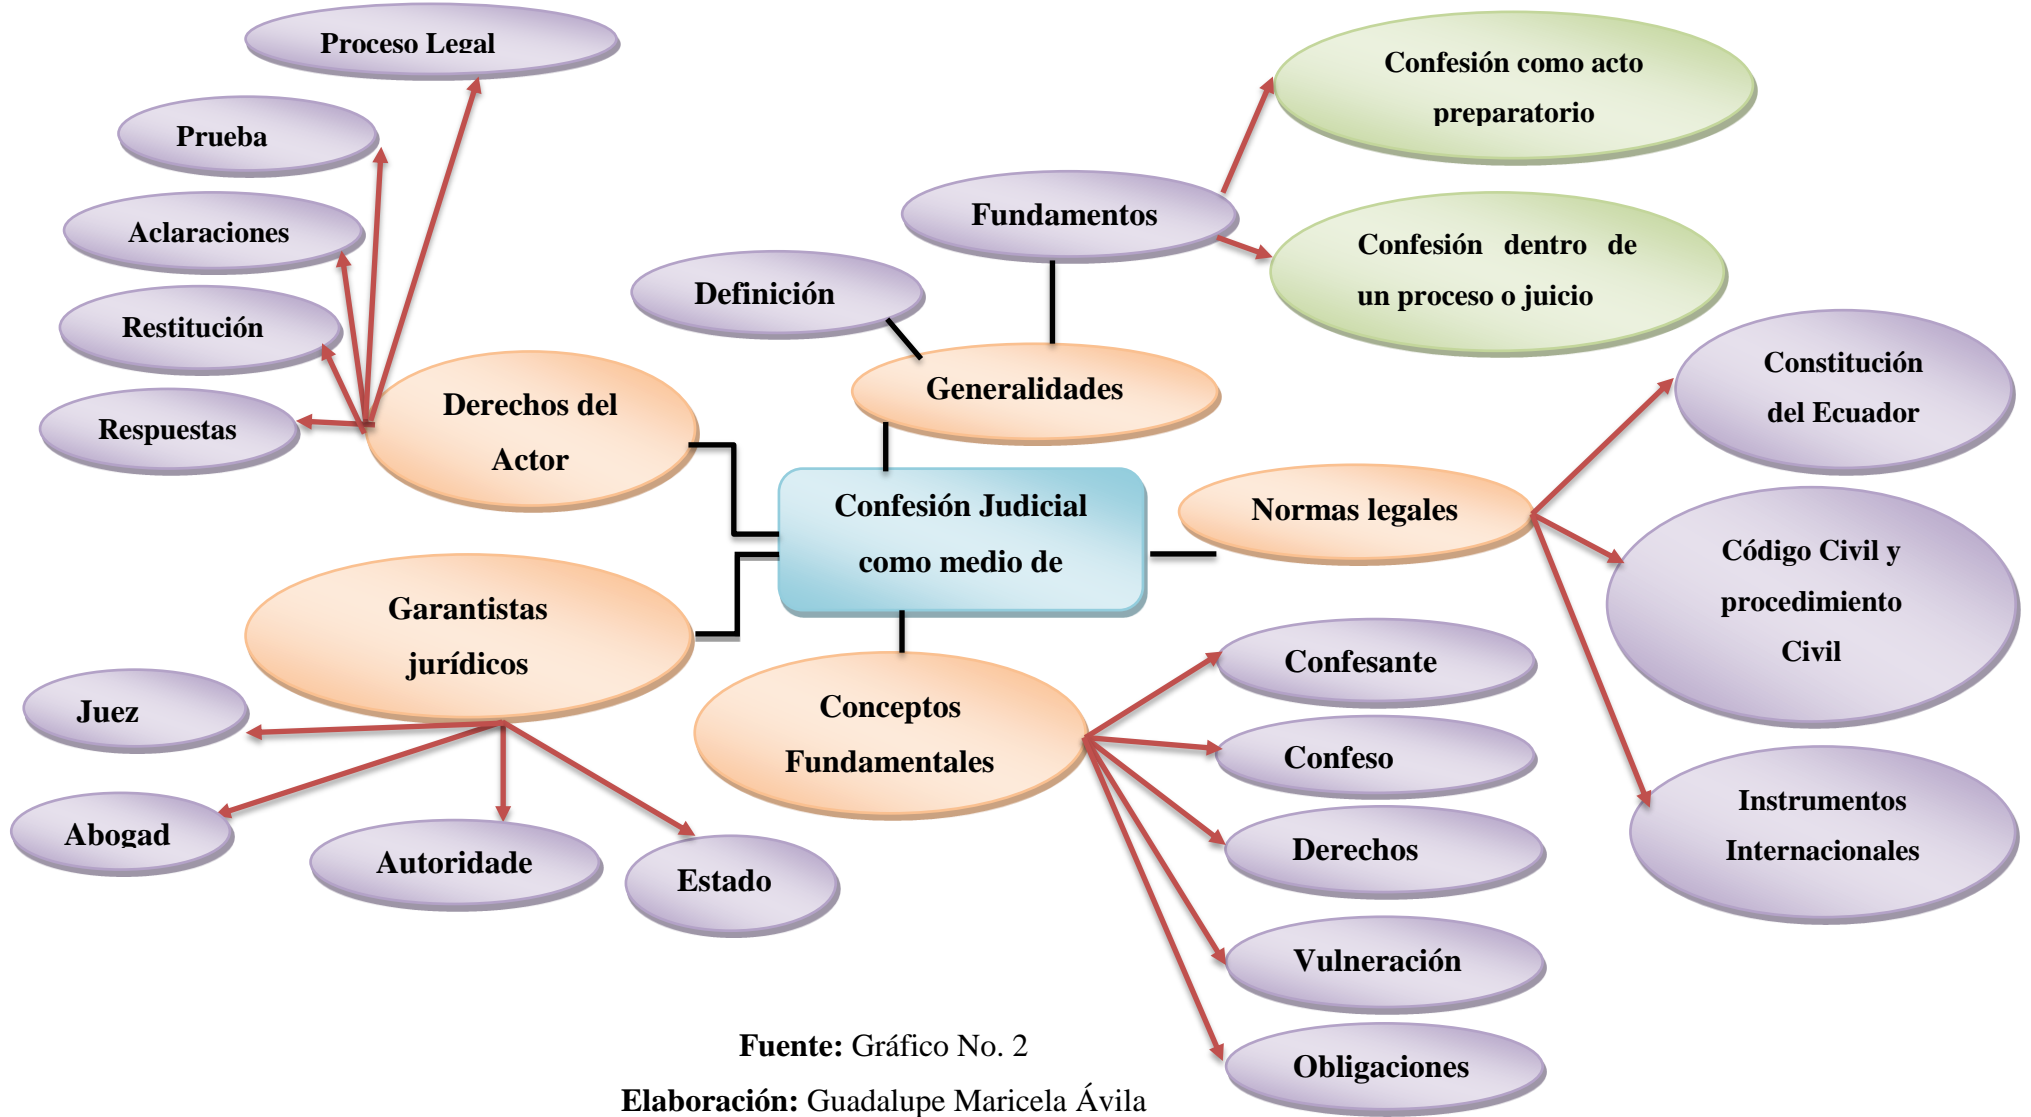 Proceso Legal
Prueba
Aclaraciones
Restitución
Respuestas
Derechos del
Actor
Definición
Fundamentos
Generalidades
Confesión como acto
preparatorio
Confesión dentro de
un proceso o juicio
Confesión Judicial
como medio de
Normas legales
Constitución
del Ecuador
Código Civil y
procedimiento
Civil
Instrumentos
Internacionales
Garantistas
jurídicos
Juez
Abogad
Autoridade
Estado
Conceptos
Fundamentales
Confesante
Confeso
Derechos
Vulneración
Obligaciones
Fuente: Gráfico No. 2
Elaboración: Guadalupe Maricela Ávila